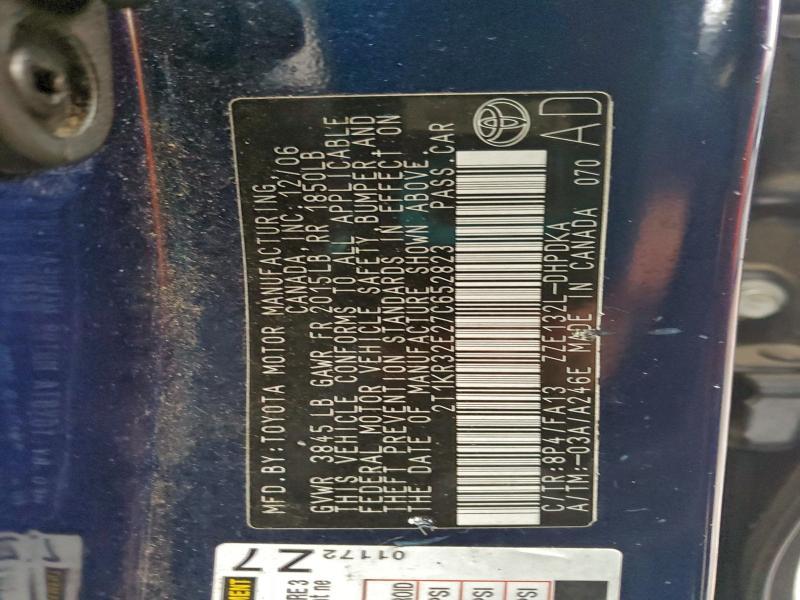 MFD.BY:TOYOTA MOTOR MANUFACTURING,
CANADA, INC. 12/06
GVWR 3845LB GAWR FR 2015LB RR 1850LB
THIS VEHICLE CONFORMS TO ALL APPLICABLE
FEDERAL MOTOR VEHICLE SAFETY, BUMPER AND
THEFT PREVENTION STANDARDS IN EFFECT ON
THE DATE OF MANUFACTURE SHOWN ABOVE.
2T1KR32E27C652823 PASS.CAR
C/TR:8P4/FA13 ZZE132L-DHPDKA
A/TM:-03A/A246E MADE IN CANADA 070
AD
01172
Z7